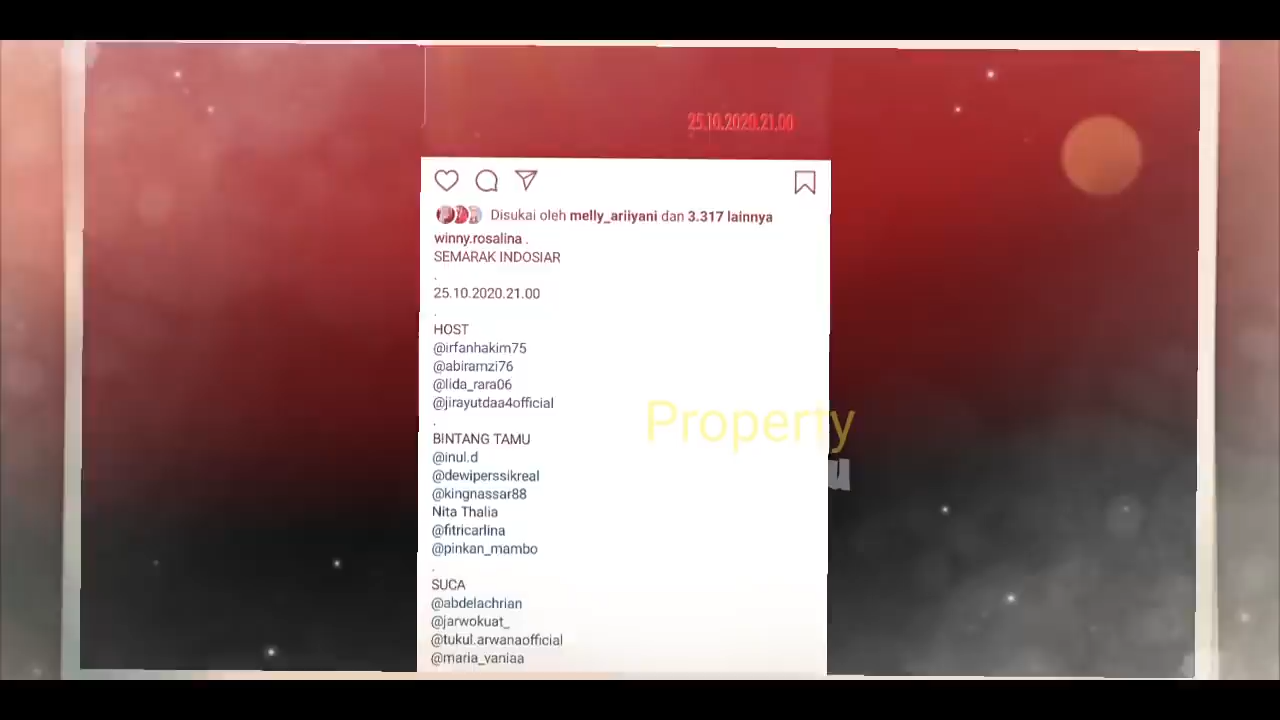 25.10.2020.21.00
Disukai oleh melly_ariiyani dan 3.317 lainnya
winny.rosalina .
SEMARAK INDOSIAR
.
25.10.2020.21.00
.
HOST
@irfanhakim75
@abiramzi76
@lida_rara06
@jirayutdaa4official
.
BINTANG TAMU
@inul.d
@dewiperssikreal
@kingnassar88
Nita Thalia
@fitricarlina
@pinkan_mambo
.
SUCA
@abdelachrian
@jarwokuat_
@tukul.arwanaofficial
@maria_vaniaa
Property